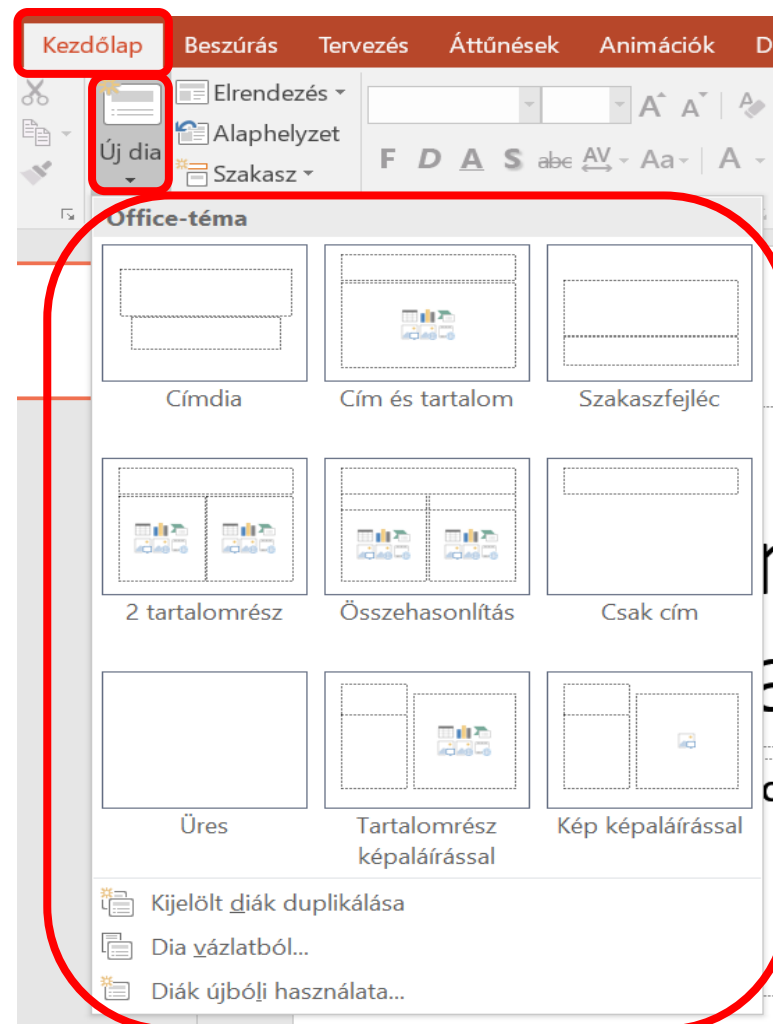 Kezdőlap Beszúrás Tervezés Áttűnések Animációk
Új dia
Elrendezés
Alaphelyzet
Szakasz
F D A S abc AV Aa A
Office-téma
Címdia Cím és tartalom Szakaszfejléc
2 tartalomrész Összehasonlítás Csak cím
Üres Tartalomrész képaláírással Kép képaláírással
Kijelölt diák duplikálása
Dia vázlatból...
Diák újbóli használata...